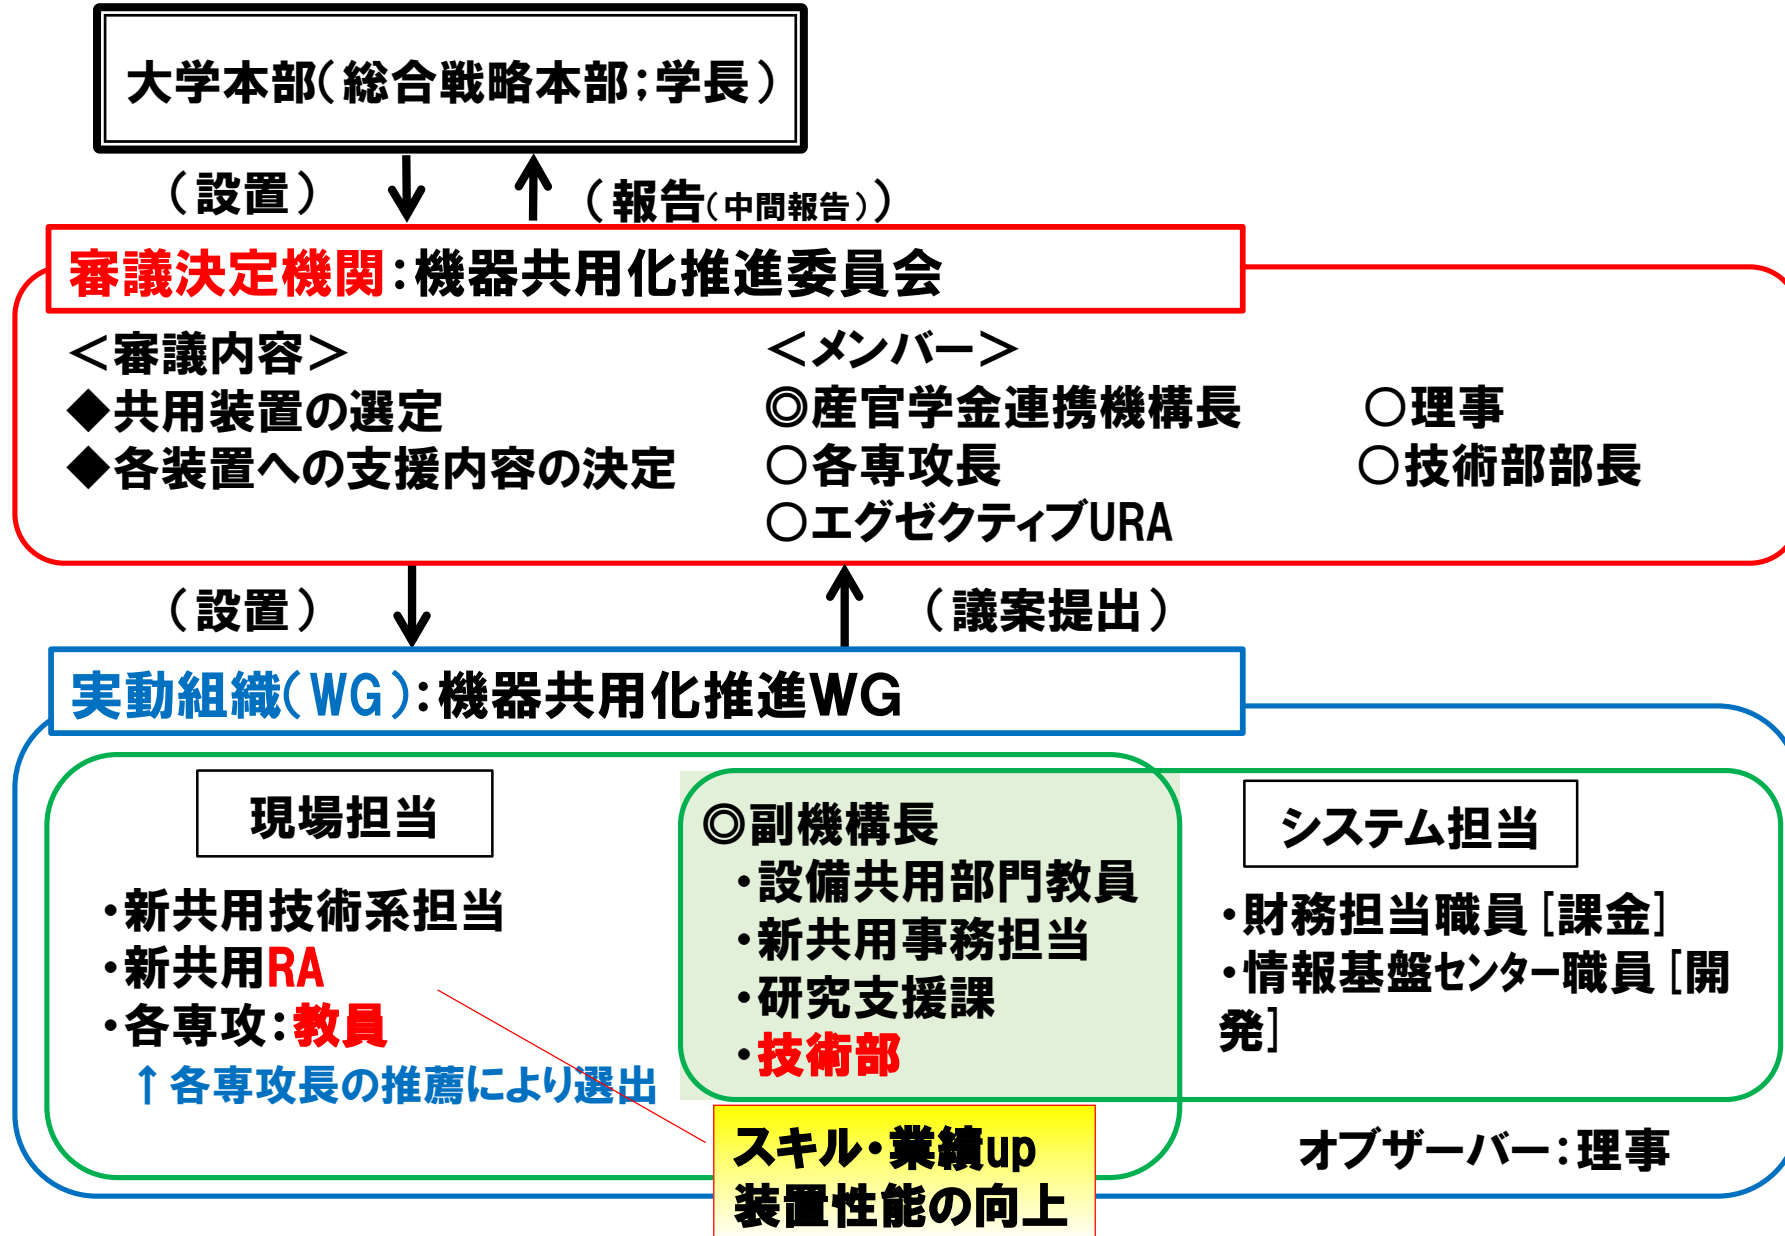 大学本部（総合戦略本部；学長）
（設置）
（報告（中間報告））
審議決定機関：機器共用化推進委員会
＜審議内容＞
◆共用装置の選定
◆各装置への支援内容の決定
＜メンバー＞
◎産官学金連携機構長
○理事
○各専攻長
○技術部部長
○エグゼクティブURA
（設置）
（議案提出）
実動組織（WG）：機器共用化推進WG
現場担当
・新共用技術系担当
・新共用RA
・各専攻：教員
↑各専攻長の推薦により選出
◎副機構長
・設備共用部門教員
・新共用事務担当
・研究支援課
・技術部
システム担当
・財務担当職員［課金］
・情報基盤センター職員［開
発］
スキル・業績up
装置性能の向上
オブザーバー：理事